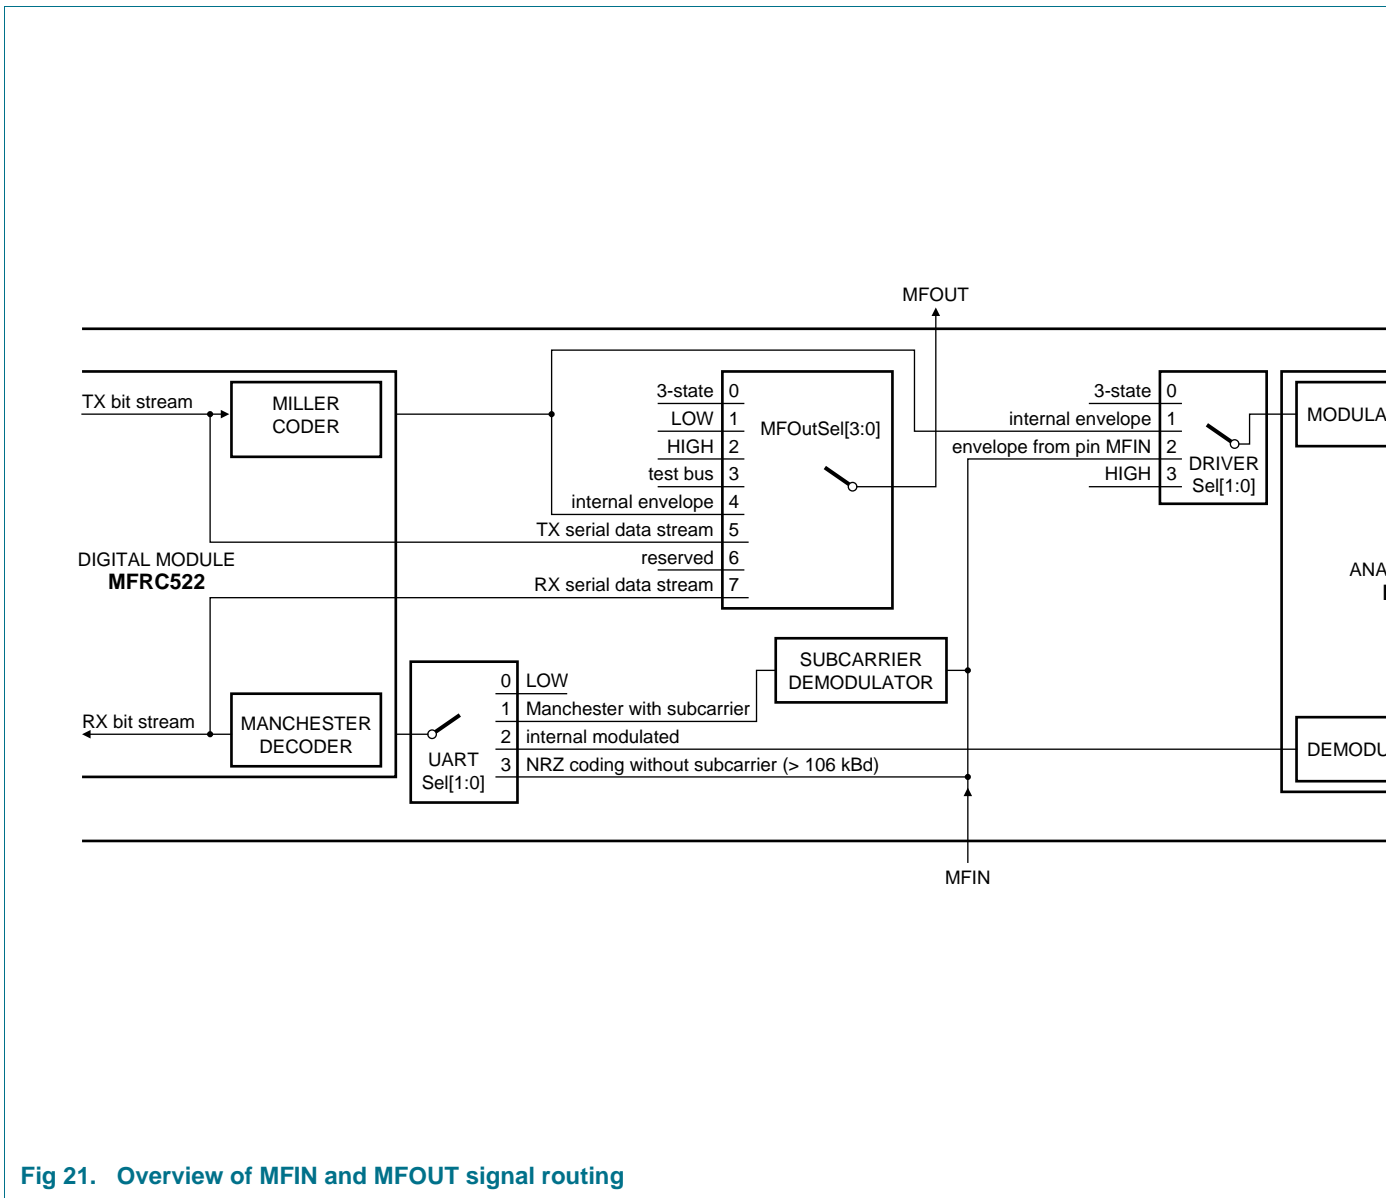 MFOUT
TX bit stream
MILLER
CODER
3-state 0
LOW 1
HIGH 2
test bus 3
internal envelope 4
TX serial data stream 5
reserved 6
RX serial data stream 7
MFOutSel[3:0]
3-state 0
internal envelope 1
envelope from pin MFIN 2
HIGH 3
DRIVER
Sel[1:0]
MODULA
DIGITAL MODULE
MFRC522
ANA
SUBCARRIER
DEMODULATOR
RX bit stream
MANCHESTER
DECODER
UART
Sel[1:0]
0 LOW
1 Manchester with subcarrier
2 internal modulated
3 NRZ coding without subcarrier (> 106 kBd)
DEMODU
MFIN
Fig 21. Overview of MFIN and MFOUT signal routing